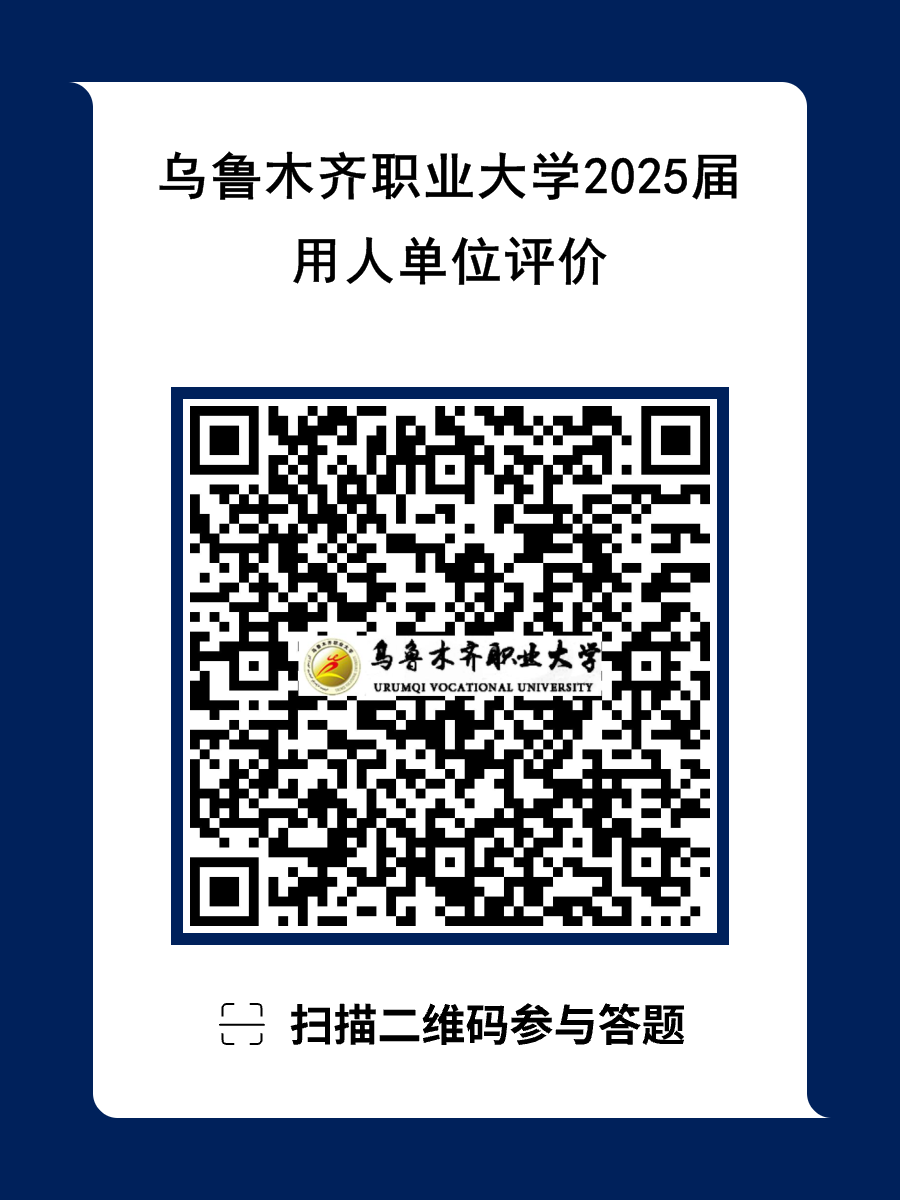 乌鲁木齐职业大学2025届
用人单位评价
乌鲁木齐职业大学
URUMQI VOCATIONAL UNIVERSITY
扫描二维码参与答题